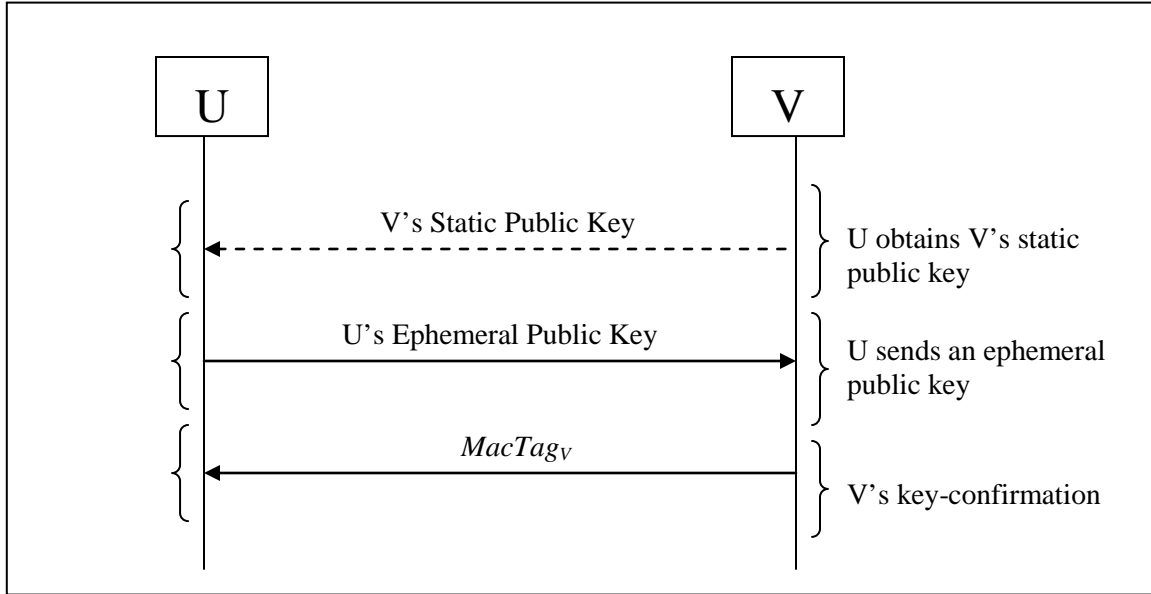 U
V
V's Static Public Key
U obtains V's static
public key
U's Ephemeral Public Key
U sends an ephemeral
public key
MacTagV
V's key-confirmation